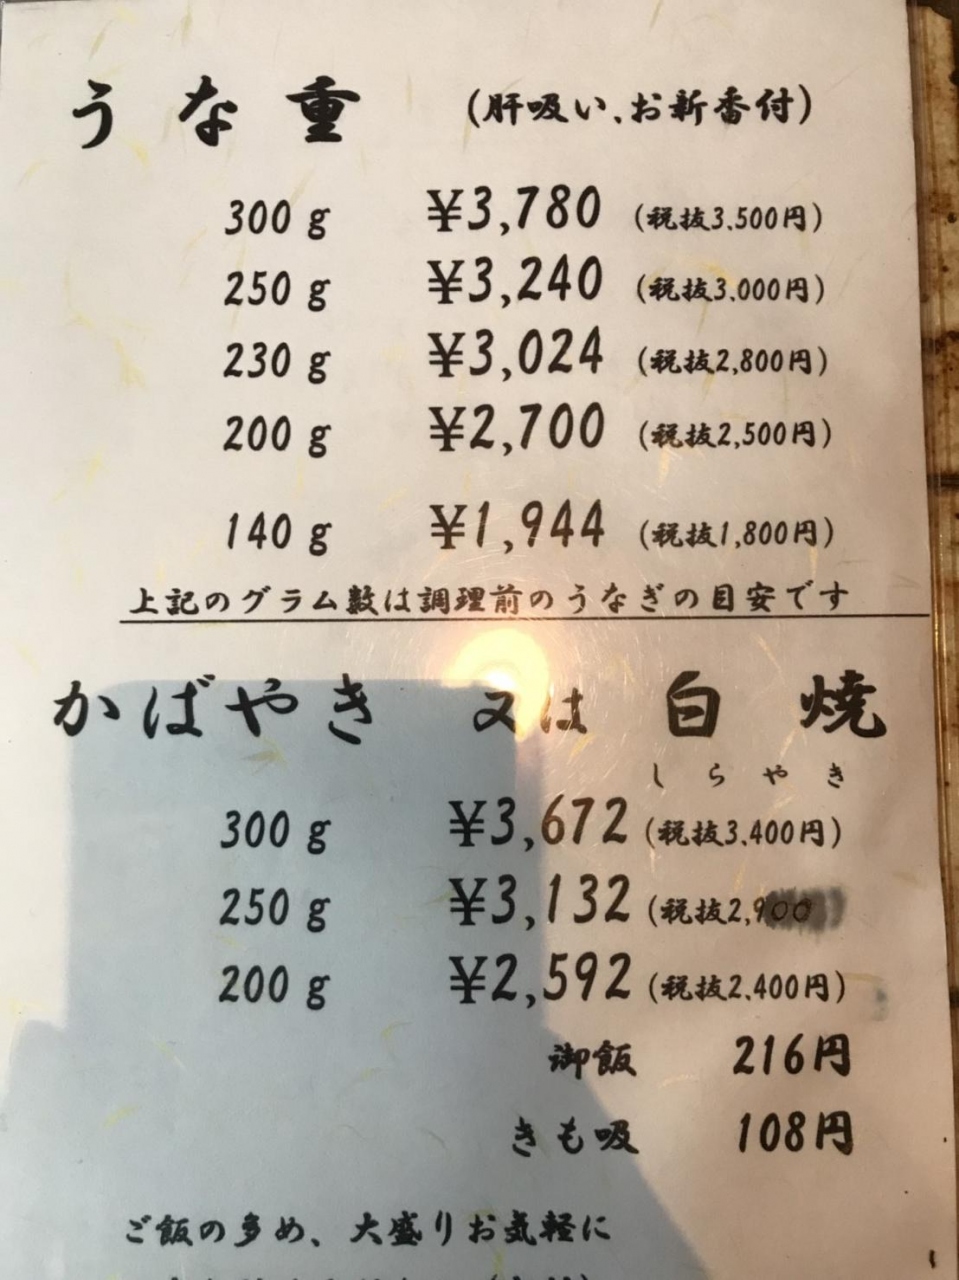 うな重 (肝吸い、お新香付)
300g ¥3,780 (税抜3.500円)
250g ¥3,240 (税抜3.000円)
230g ¥3,024 (税抜2,800円)
200g ¥2,700 (税抜2,500円)
140g ¥1,944 (税抜1,800円)
上記のグラム数は調理前のうなぎの目安です
かばやき 又は 白焼
しらやき
300g ¥3,672 (税抜3.400円)
250g ¥3,132 (税抜2,900
200g ¥2,592 (税抜2.400円)
御飯 216円
きも吸 108円
ご飯の多め、大盛りお気軽に